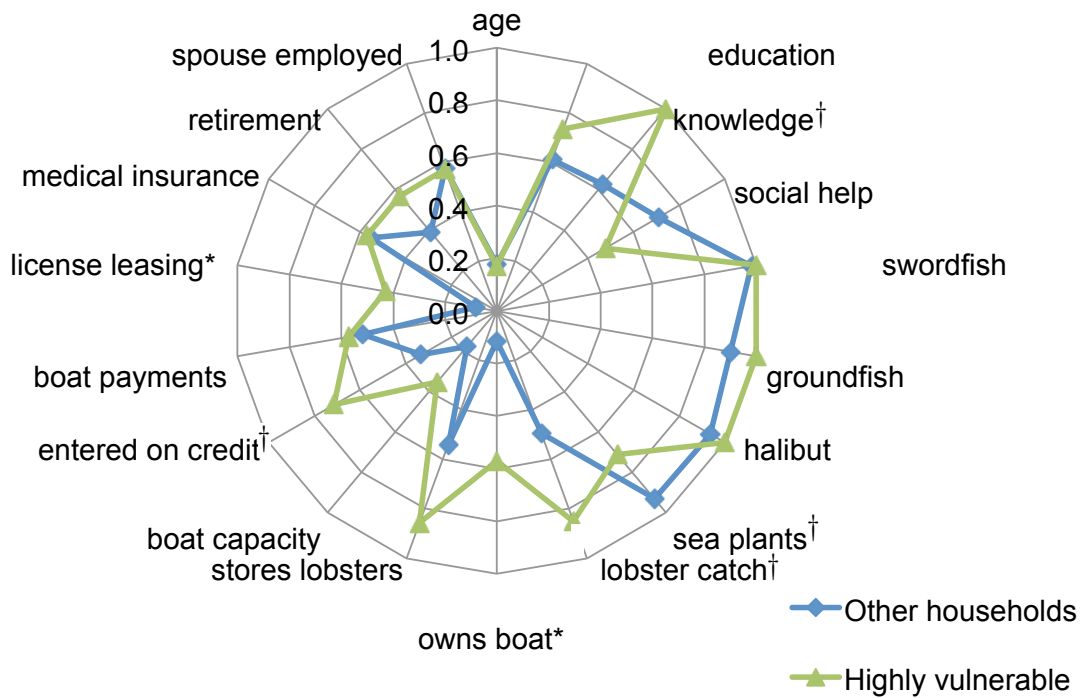 age
spouse employed
1.0
education
0.8
retirement
knowledge†
0.6
medical insurance
social help
0.4
license leasing*
0.2
swordfish
0.0
boat payments
groundfish
entered on credit†
halibut
boat capacity
sea plants†
stores lobsters
lobster catch†
owns boat*
Other households
Highly vulnerable